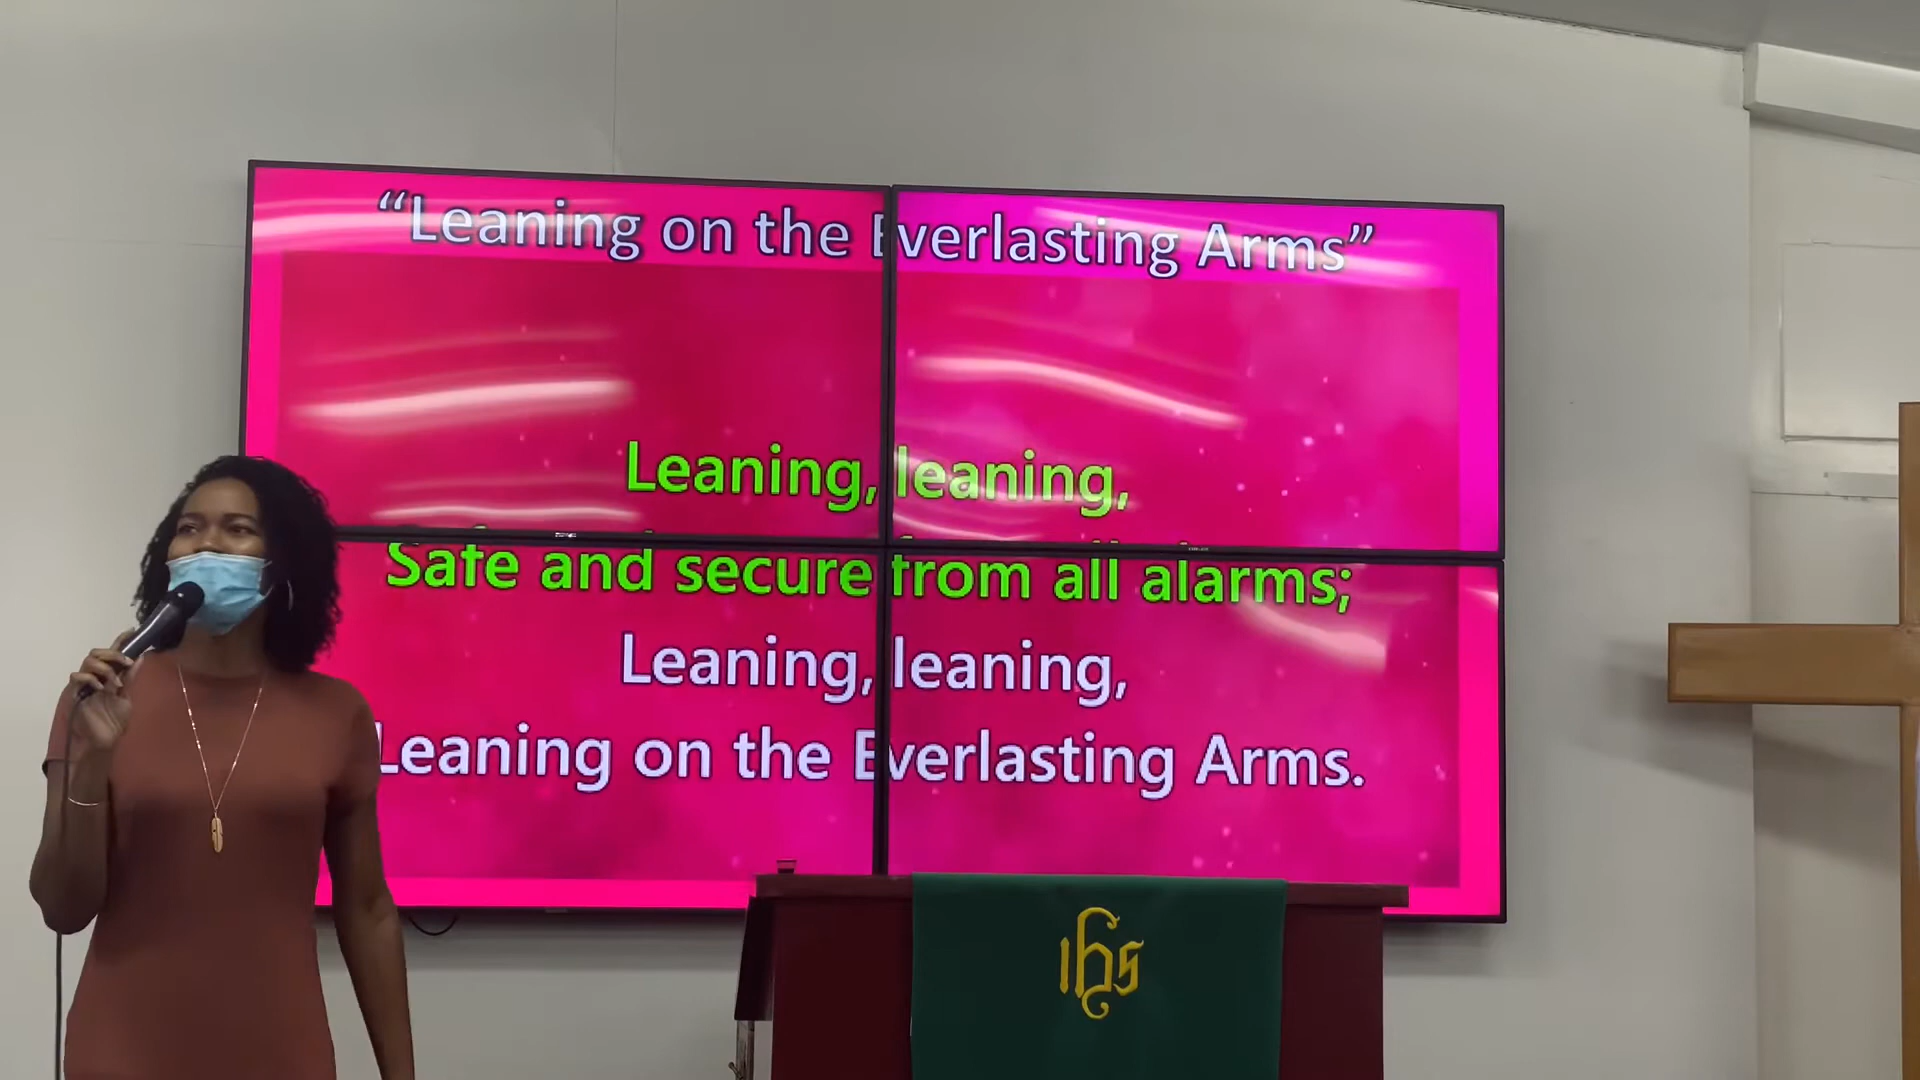 “Leaning on the Everlasting Arms”
Leaning, leaning,
Safe and secure from all alarms;
Leaning, leaning,
Leaning on the Everlasting Arms.
ihs